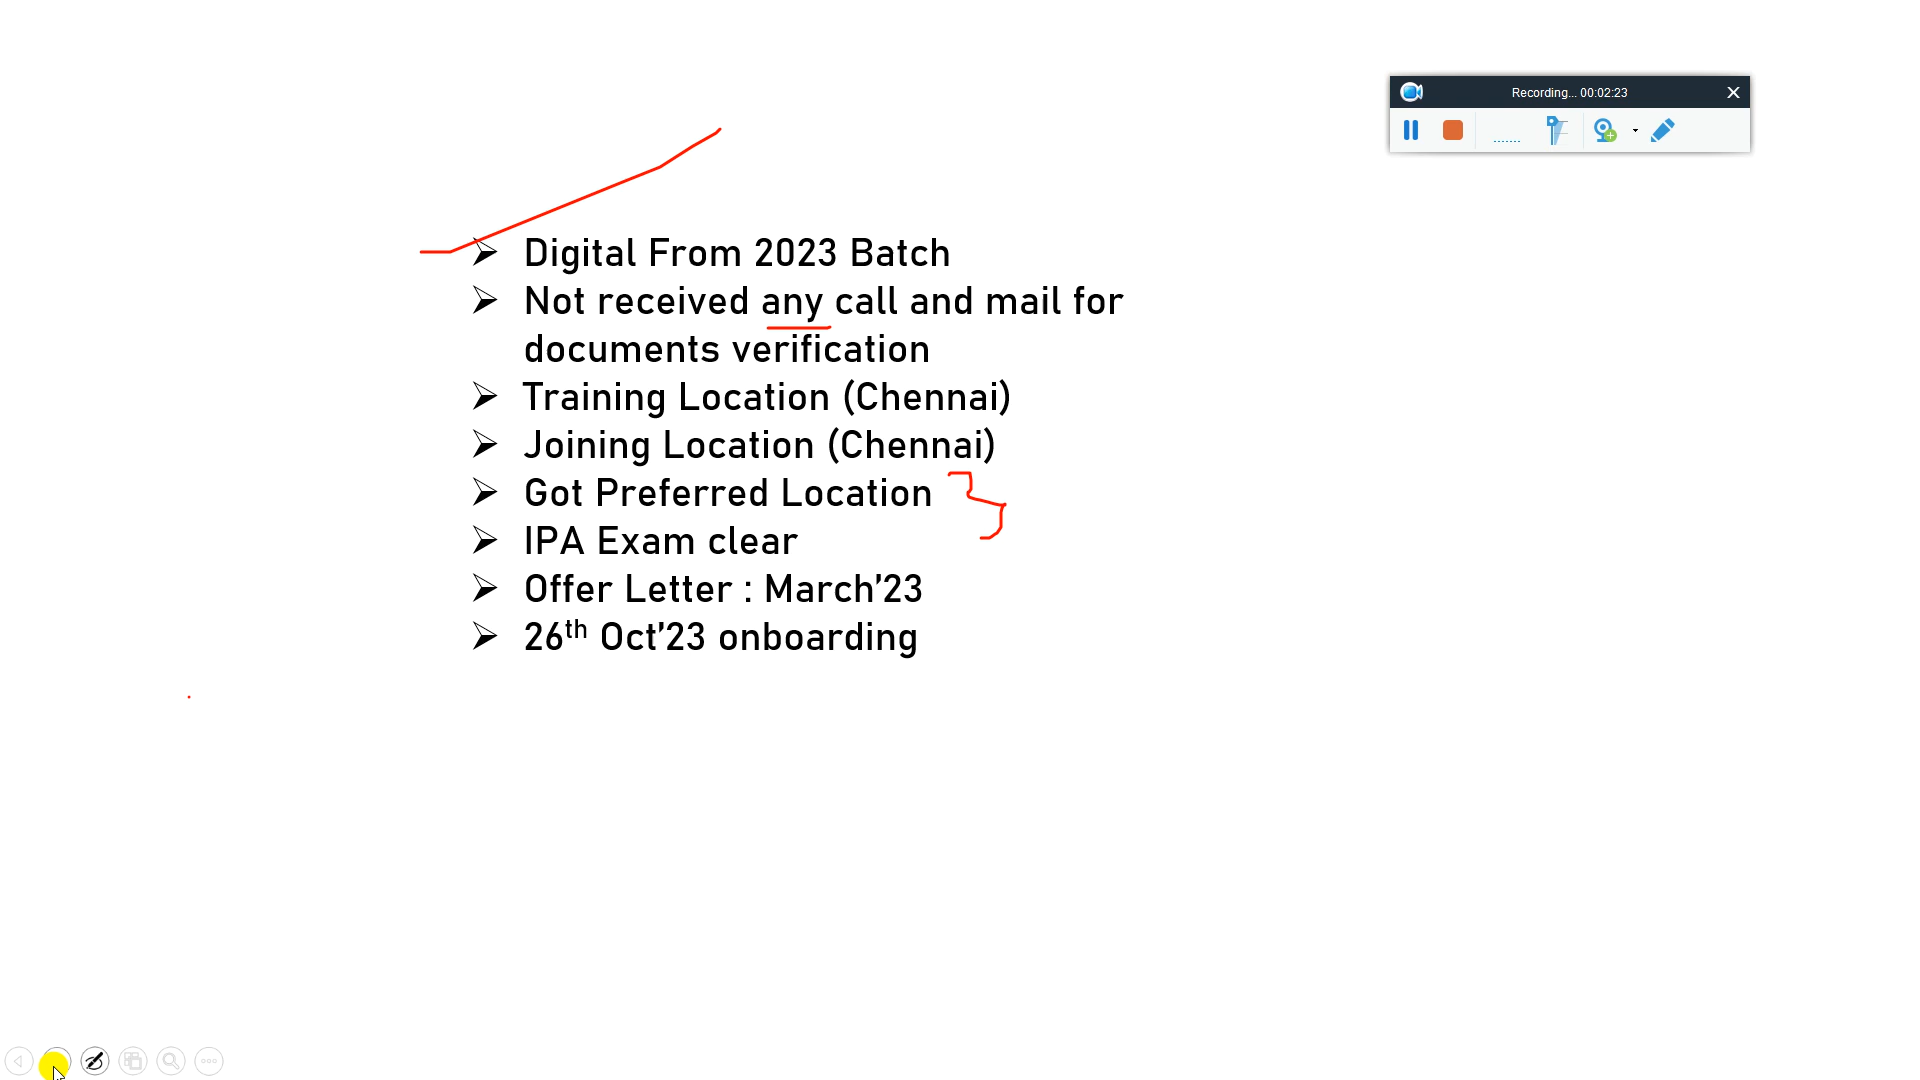 Recording... 00:02:23
➢ Digital From 2023 Batch
➢ Not received any call and mail for
documents verification
➢ Training Location (Chennai)
➢ Joining Location (Chennai)
➢ Got Preferred Location
➢ IPA Exam clear
➢ Offer Letter : March’23
➢ 26th Oct’23 onboarding